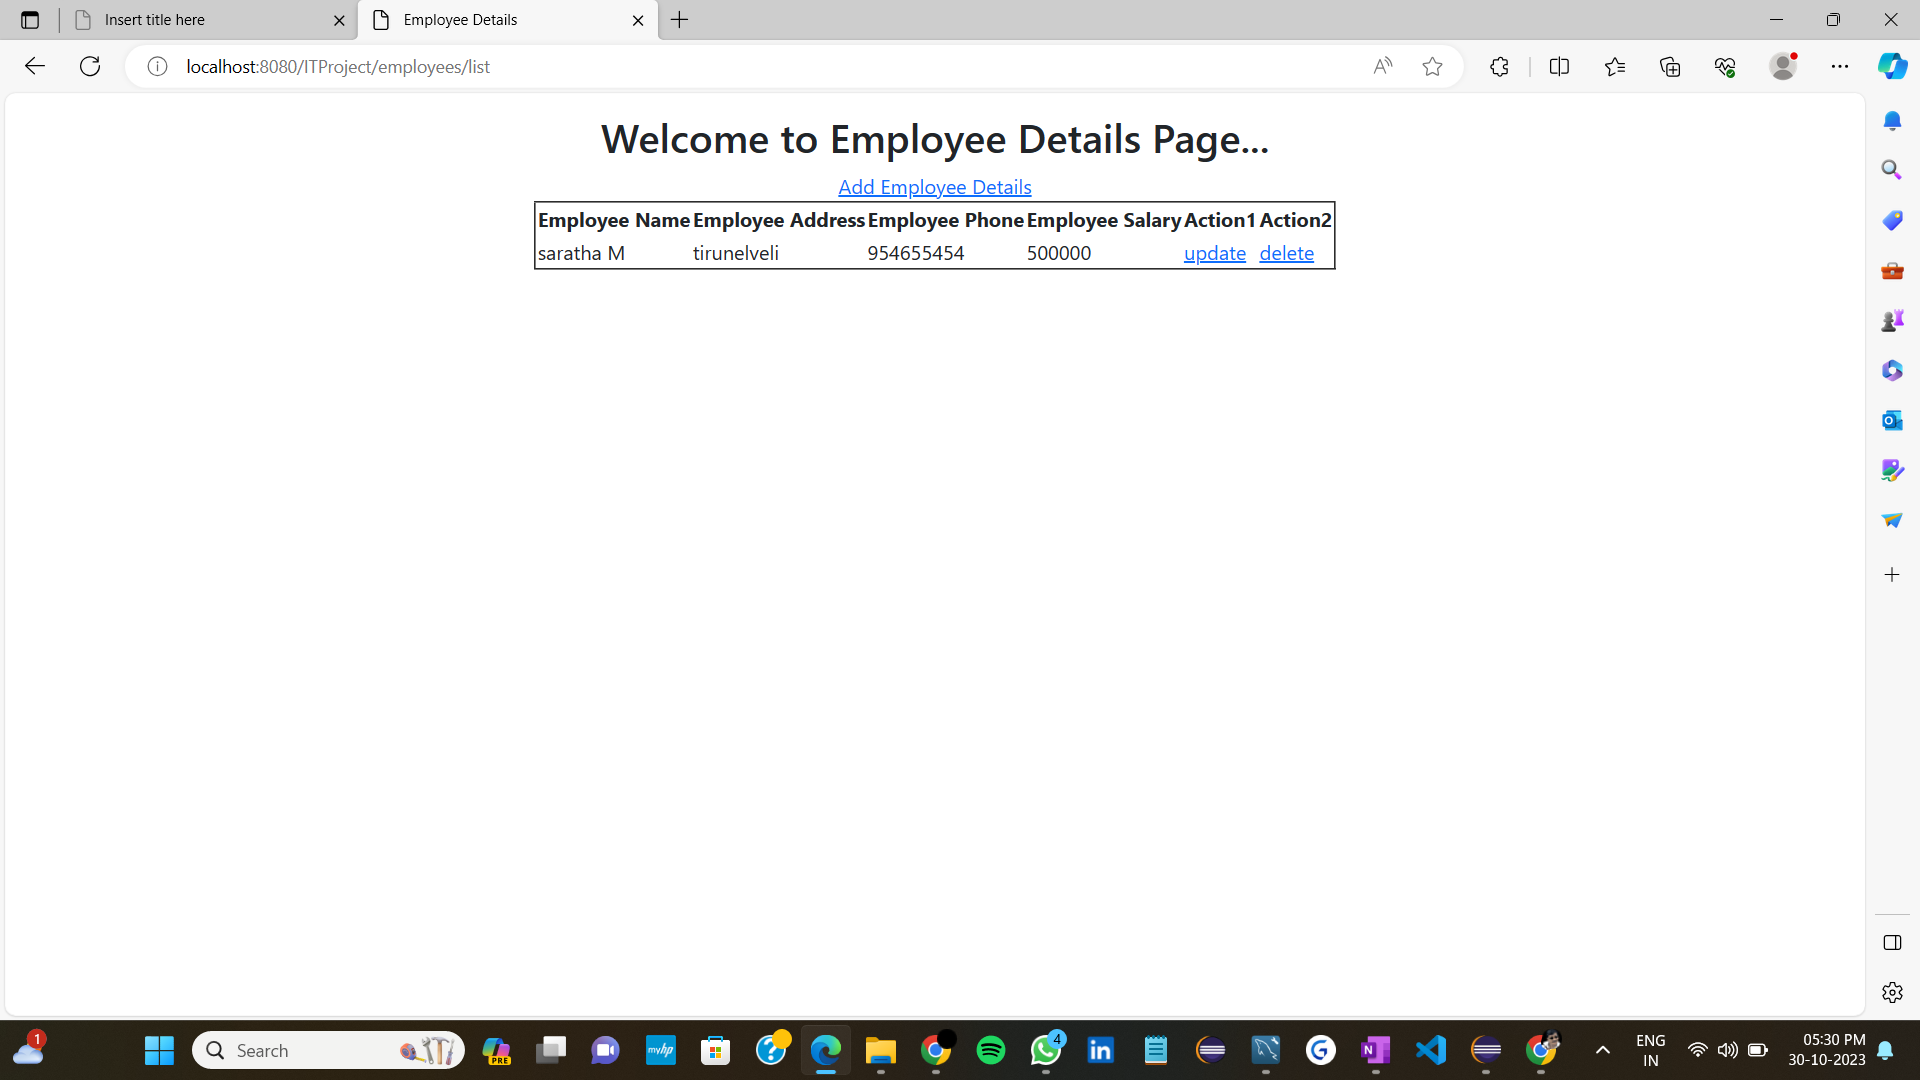 Insert title here
Employee Details
localhost:8080/ITProject/employees/list
Welcome to Employee Details Page...
Add Employee Details
Employee Name Employee Address Employee Phone Employee Salary Action1 Action2
saratha M tirunelveli 954655454 500000 update delete
1
Search
PRE
myhp
4
ENG
IN
05:30 PM
30-10-2023